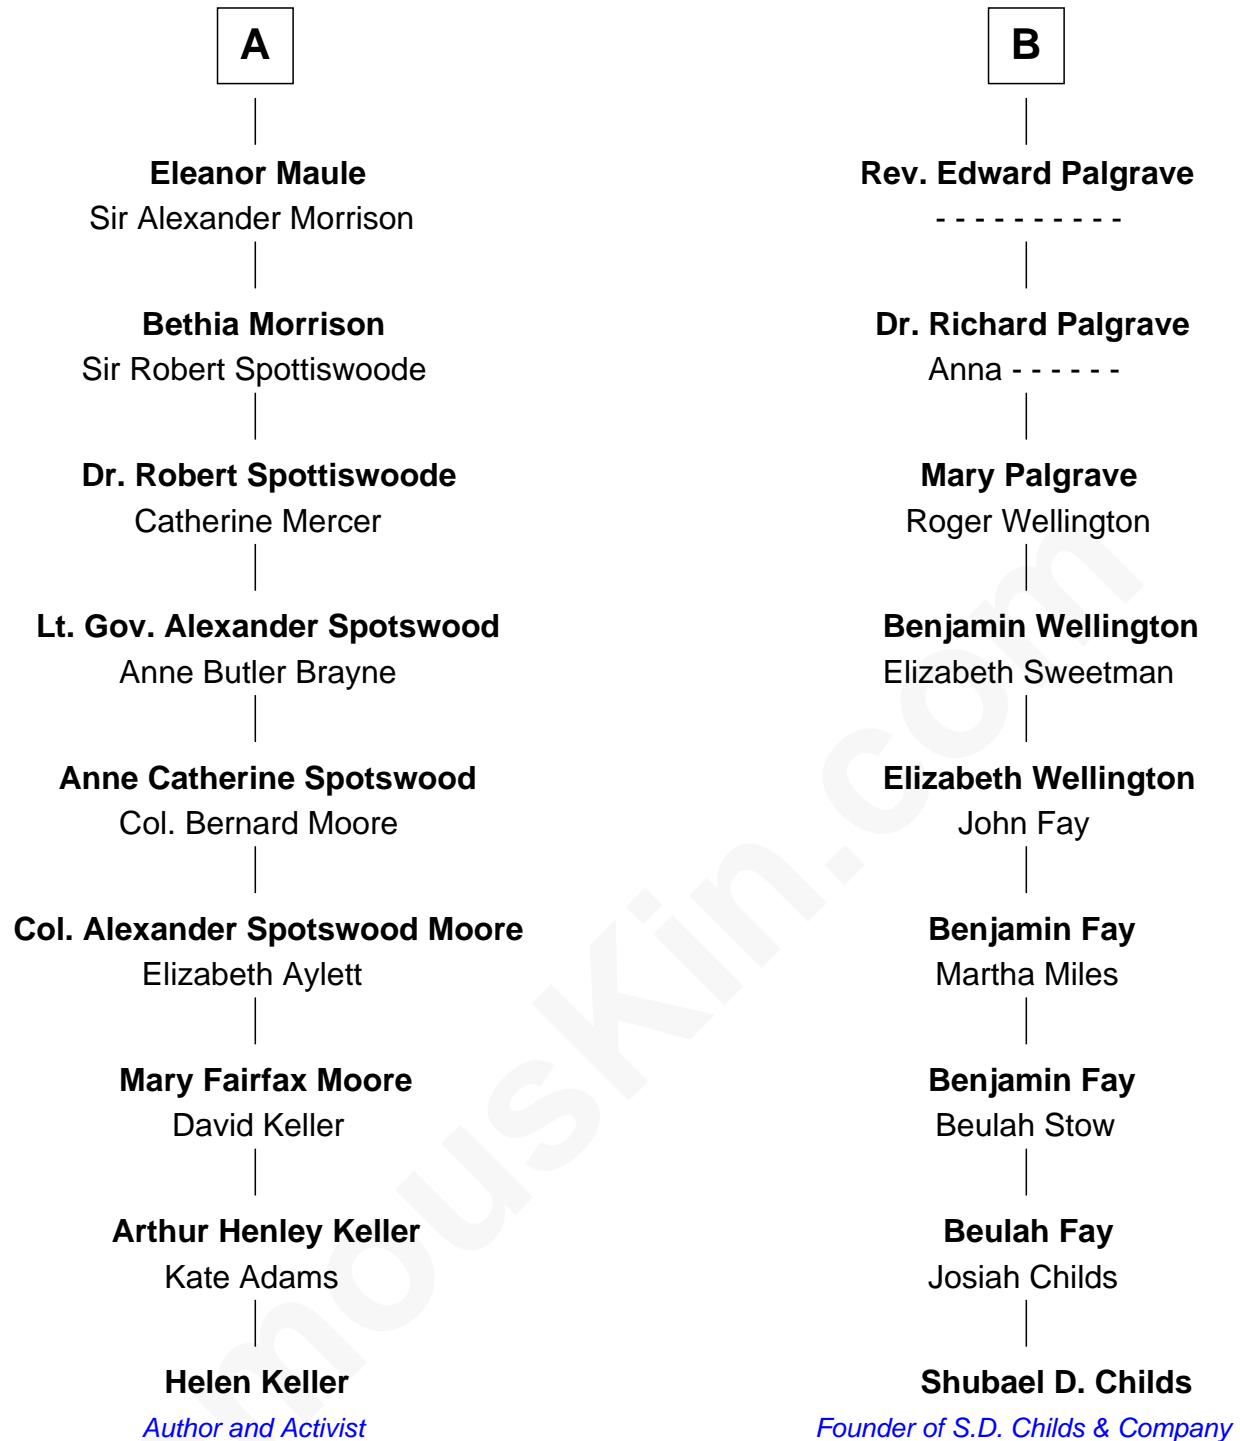 A
Eleanor Maule
Sir Alexander Morrison
Bethia Morrison
Sir Robert Spottiswoode
Dr. Robert Spottiswoode
Catherine Mercer
Lt. Gov. Alexander Spotswood
Anne Butler Brayne
Anne Catherine Spotswood
Col. Bernard Moore
Col. Alexander Spotswood Moore
Elizabeth Aylett
Mary Fairfax Moore
David Keller
Arthur Henley Keller
Kate Adams
Helen Keller
Author and Activist
B
Rev. Edward Palgrave
- - - - - - - - - -
Dr. Richard Palgrave
Anna - - - - - -
Mary Palgrave
Roger Wellington
Benjamin Wellington
Elizabeth Sweetman
Elizabeth Wellington
John Fay
Benjamin Fay
Martha Miles
Benjamin Fay
Beulah Stow
Beulah Fay
Josiah Childs
Shubael D. Childs
Founder of S.D. Childs & Company
mousKin.com